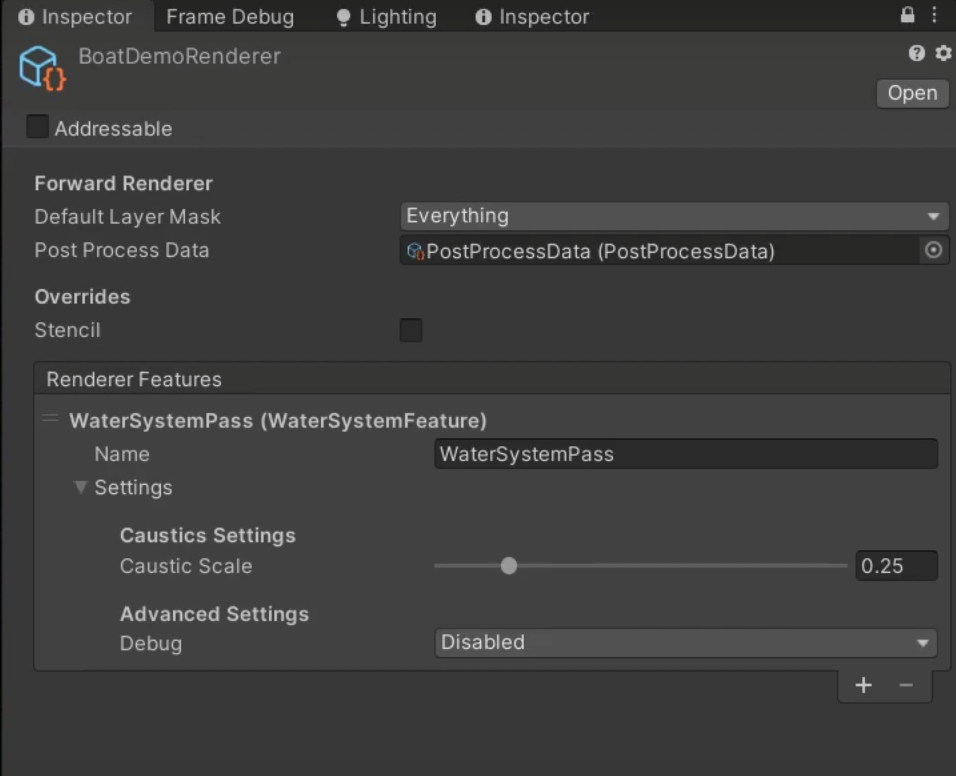 Inspector Frame Debug Lighting Inspector
BoatDemoRenderer
Open
Addressable
Forward Renderer
Default Layer Mask Everything
Post Process Data PostProcessData (PostProcessData)
Overrides
Stencil
Renderer Features
WaterSystemPass (WaterSystemFeature)
Name WaterSystemPass
Settings
Caustics Settings
Caustic Scale 0.25
Advanced Settings
Debug Disabled